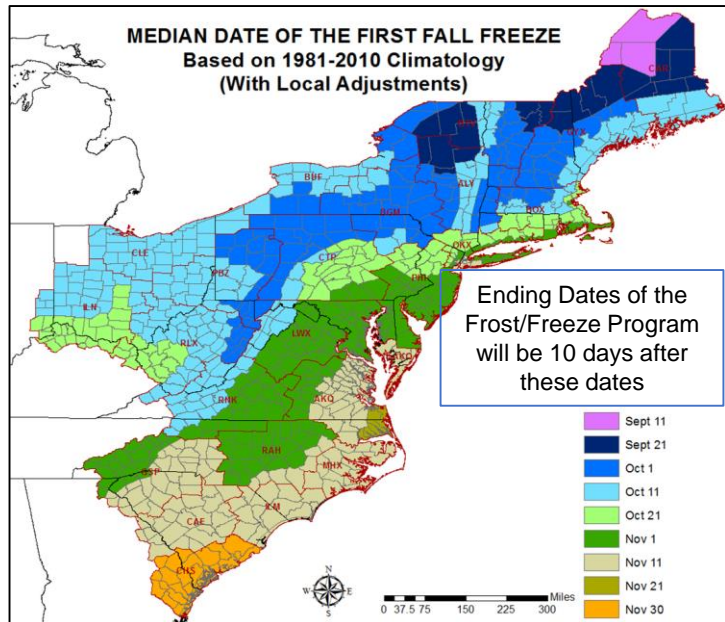 MEDIAN DATE OF THE FIRST FALL FREEZE
Based on 1981-2010 Climatology
(With Local Adjustments)
CAR
BTV
GYX
BUF
ALY
BGM
BOX
CLE
CTP
OKX
PBZ
PHI
ILN
LWX
RLX
AKQ
RNK
AKQ
RAH
GSP
MHX
ILM
CAE
CHS
Ending Dates of the
Frost/Freeze Program
will be 10 days after
these dates
Sept 11
Sept 21
Oct 1
Oct 11
Oct 21
Nov 1
Nov 11
Nov 21
Nov 30
N
W E
S
Miles
0 37.5 75 150 225 300